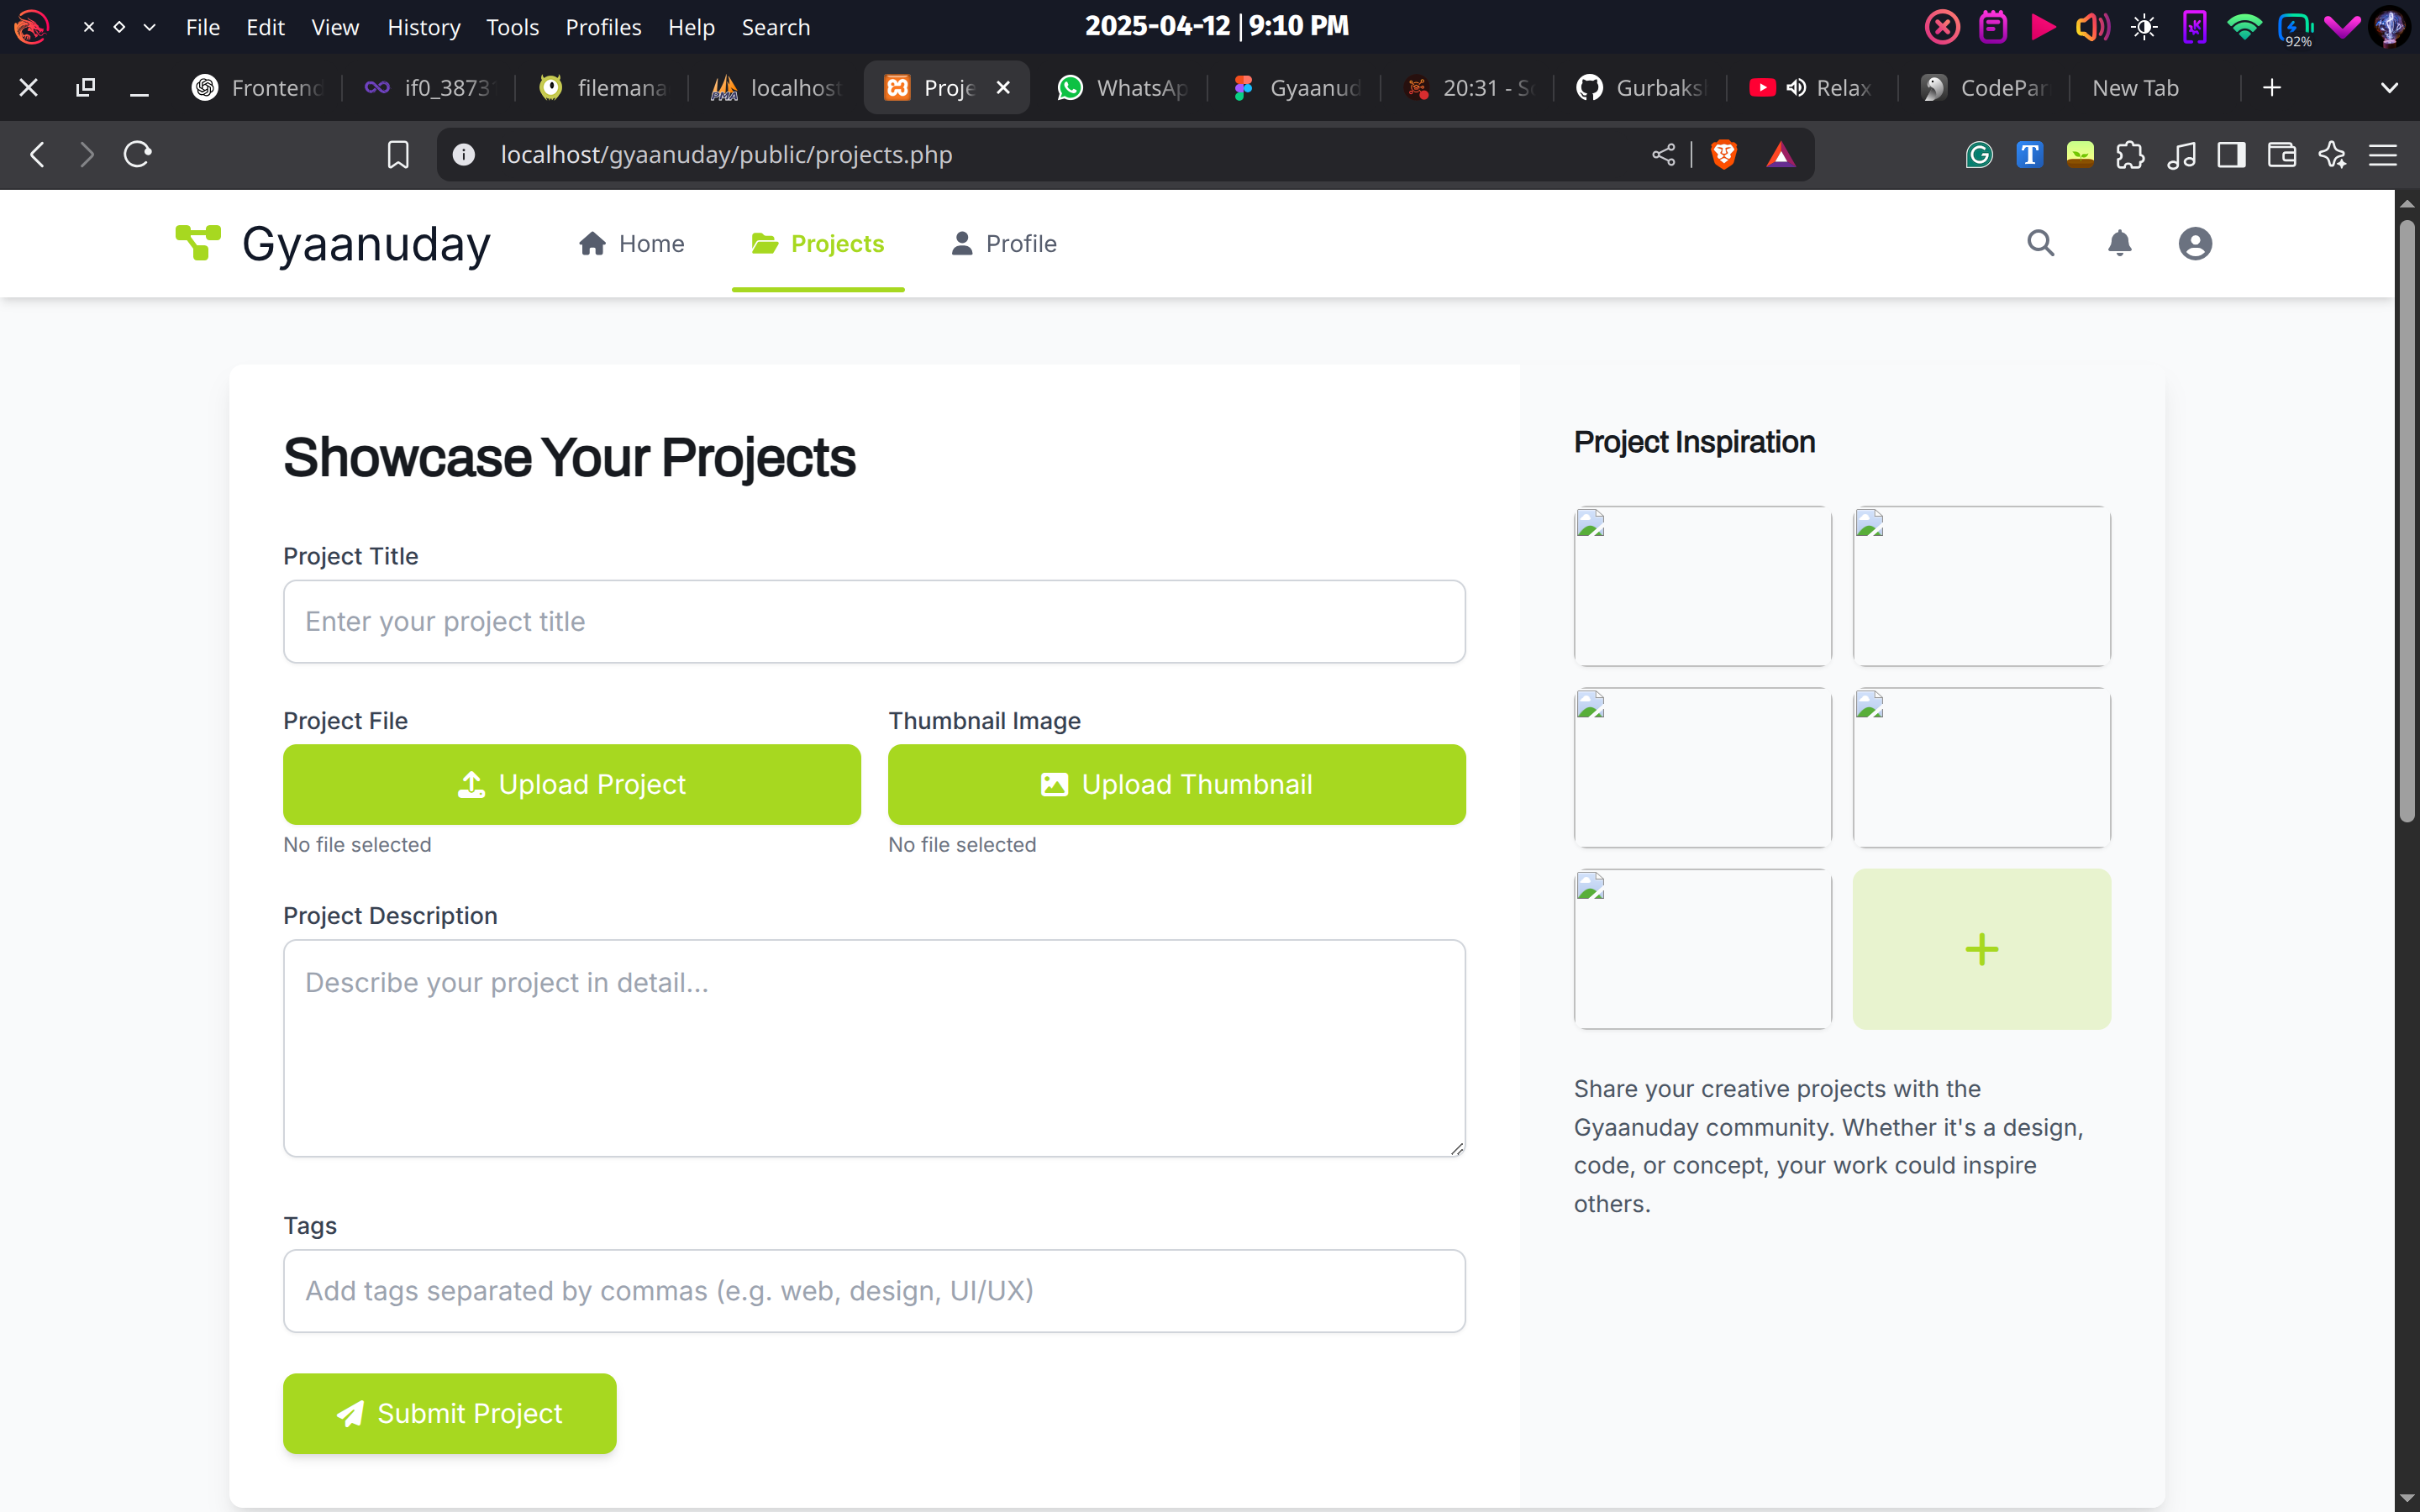 File Edit View History Tools Profiles Help Search
2025-04-12 | 9:10 PM
92%
Frontend
if0_3873
filemana
localhost
Proje
WhatsAp
Gyaanud
20:31 - Sc
Gurbaks
Relax
CodePar
New Tab
localhost/gyaanuday/public/projects.php
Gyaanuday
Home
Projects
Profile
Showcase Your Projects
Project Title
Enter your project title
Project File
Upload Project
No file selected
Thumbnail Image
Upload Thumbnail
No file selected
Project Description
Describe your project in detail...
Tags
Add tags separated by commas (e.g. web, design, UI/UX)
Submit Project
Project Inspiration
Share your creative projects with the
Gyaanuday community. Whether it's a design,
code, or concept, your work could inspire
others.